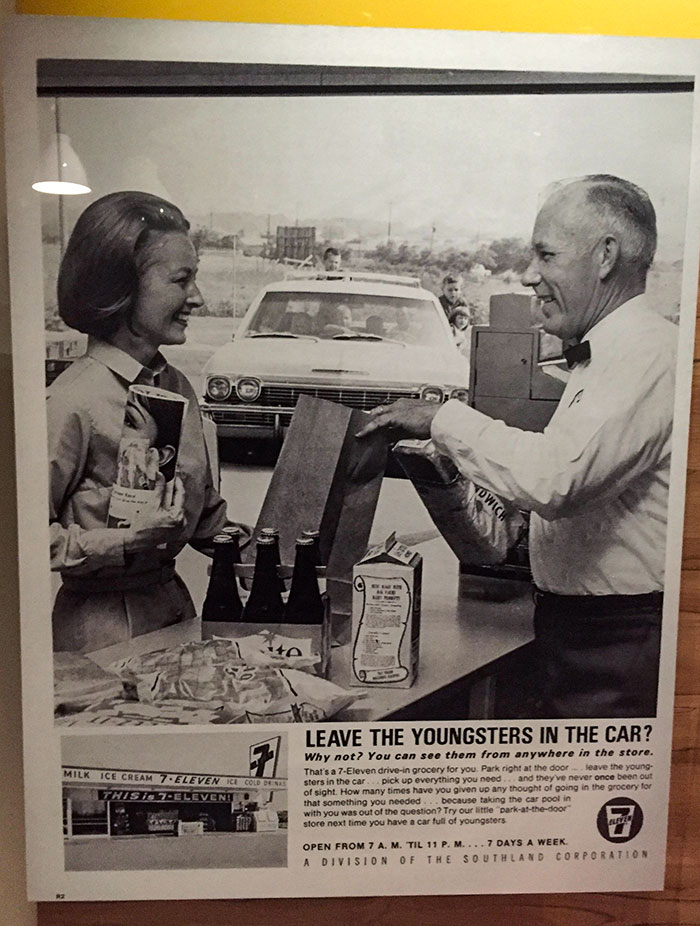 DWICH
MILK ICE CREAM 7-ELEVEN ICE COLD DRINKS
THIS is 7-ELEVEN!
7
LEAVE THE YOUNGSTERS IN THE CAR?
Why not? You can see them from anywhere in the store.
That's a 7-Eleven drive-in grocery for you. Park right at the door ... leave the young-
sters in the car ... pick up everything you need ... and they've never once been out
of sight. How many times have you given up any thought of going in the grocery for
that something you needed ... because taking the car pool in
with you was out of the question? Try our little "park-at-the-door"
store next time you have a car full of youngsters.
7
ELEVEN
OPEN FROM 7 A. M. 'TIL 11 P. M. . . . 7 DAYS A WEEK.
A DIVISION OF THE SOUTHLAND CORPORATION
R2